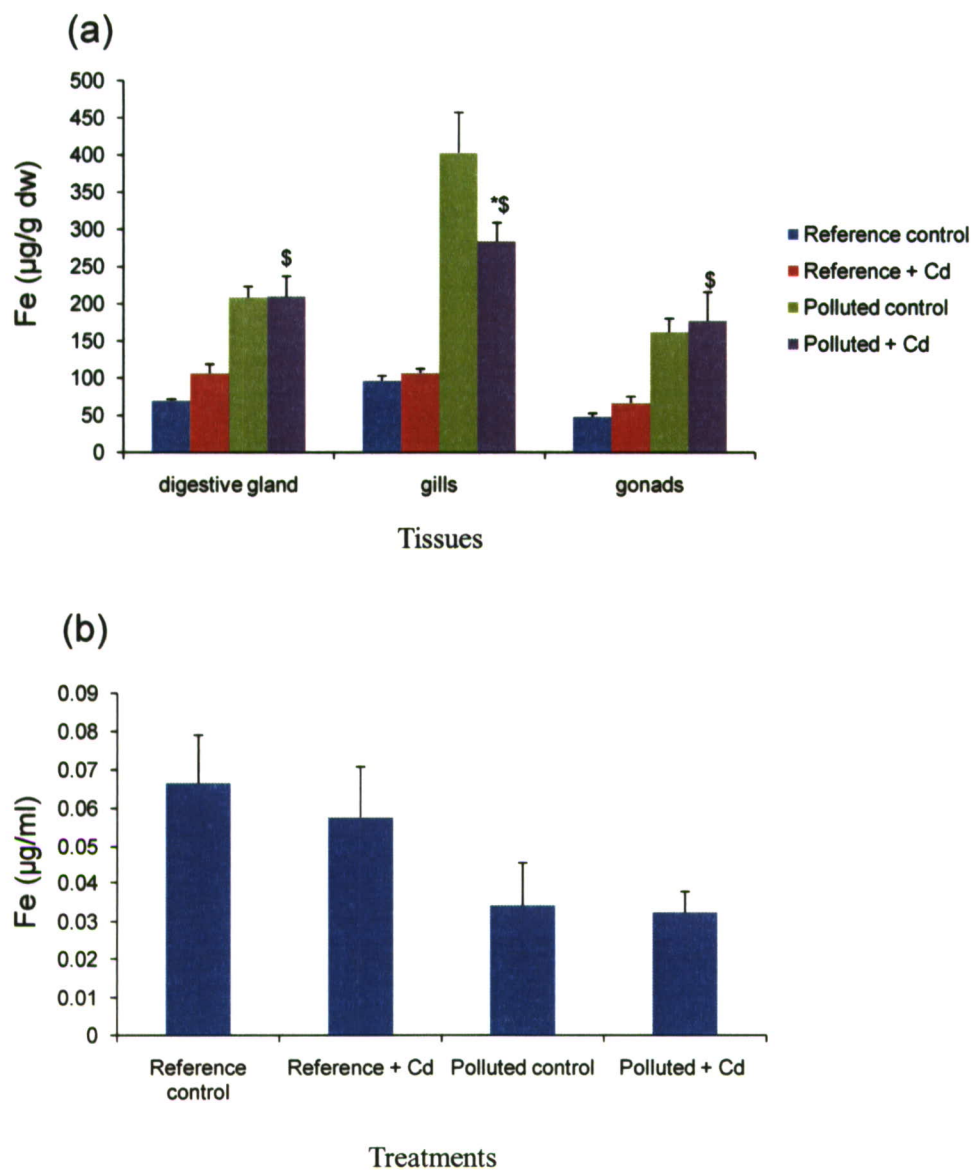 (a)
Fe (µg/g dw)
500
450
400
350
300
250
200
150
100
50
0
$
*$
$
digestive gland
gills
gonads
Tissues
Reference control
Reference + Cd
Polluted control
Polluted + Cd
(b)
Fe (µg/ml)
0.09
0.08
0.07
0.06
0.05
0.04
0.03
0.02
0.01
0
Reference
control
Reference + Cd
Polluted control
Polluted + Cd
Treatments